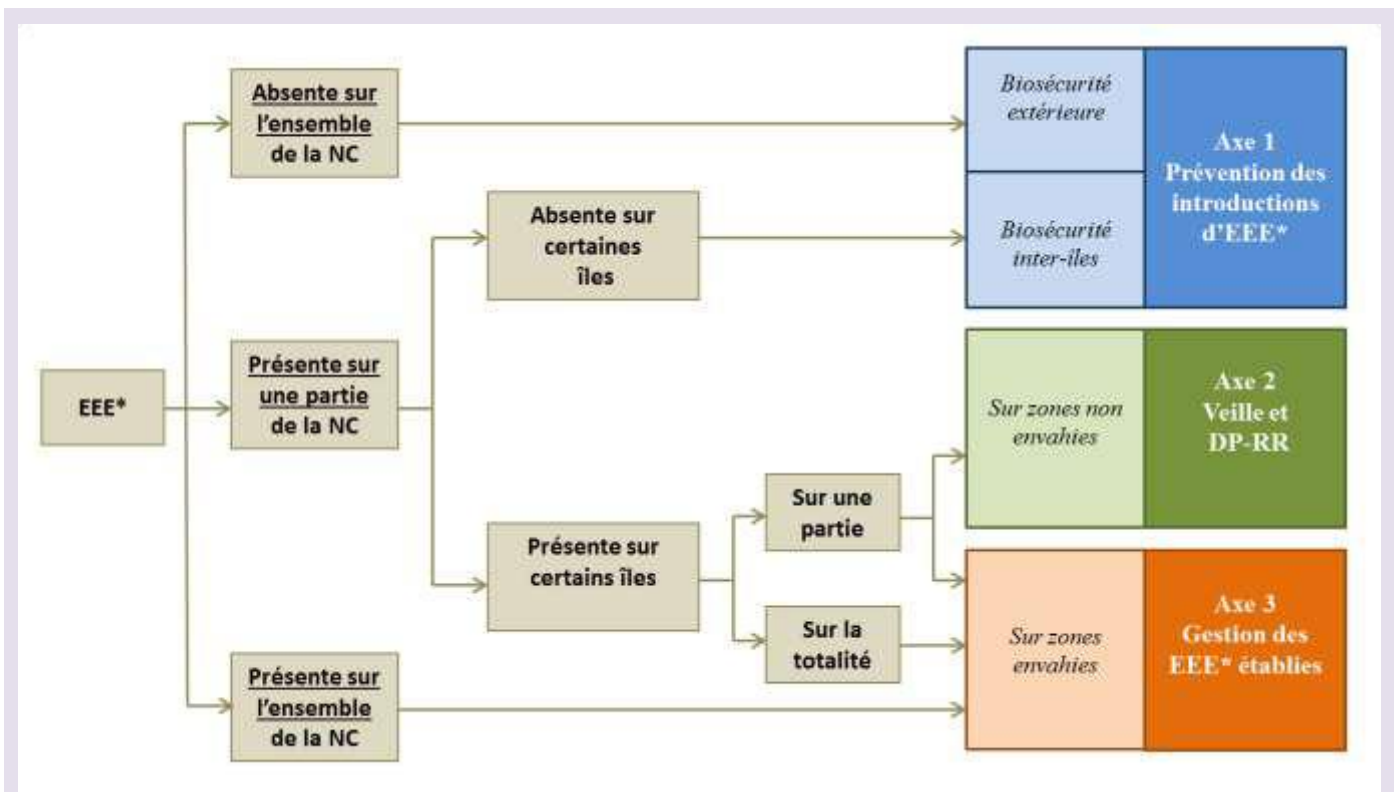 Absente sur
l'ensemble
de la NC
Biosécurité
extérieure
Axe 1
Prévention des
introductions
d'EEE*
Absente sur
certaines
îles
Biosécurité
inter-îles
EEE*
Présente sur
une partie
de la NC
Sur zones non
envahies
Axe 2
Veille et
DP-RR
Présente sur
certains îles
Sur une
partie
Sur la
totalité
Sur zones
envahies
Axe 3
Gestion des
EEE* établies
Présente sur
l'ensemble
de la NC